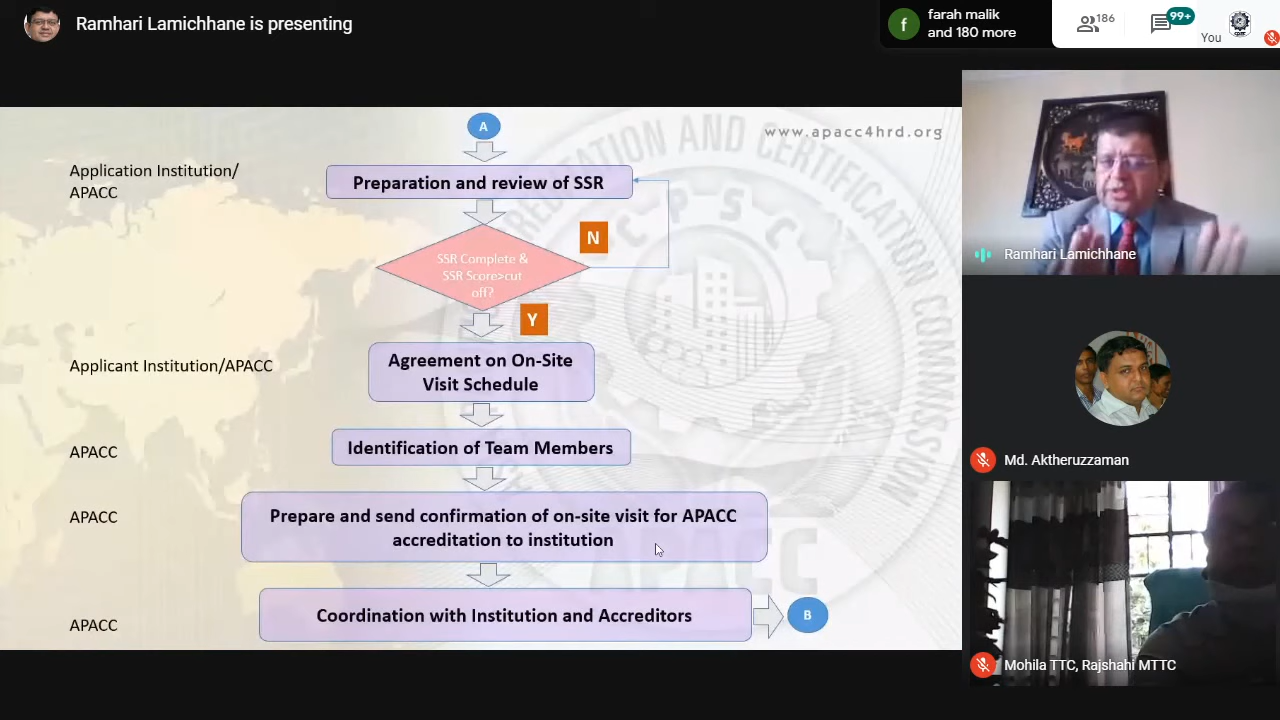 Ramhari Lamichhane is presenting
f
farah malik
and 180 more
186
99+
You
A
www.apacc4hrd.org
Application Institution/
APACC
Preparation and review of SSR
N
SSR Complete &
SSR Score>cut
off?
Y
Applicant Institution/APACC
Agreement on On-Site
Visit Schedule
APACC
Identification of Team Members
APACC
Prepare and send confirmation of on-site visit for APACC
accreditation to institution
APACC
Coordination with Institution and Accreditors
B
Ramhari Lamichhane
Md. Aktheruzzaman
Mohila TTC, Rajshahi MTTC
CPSC
APACC